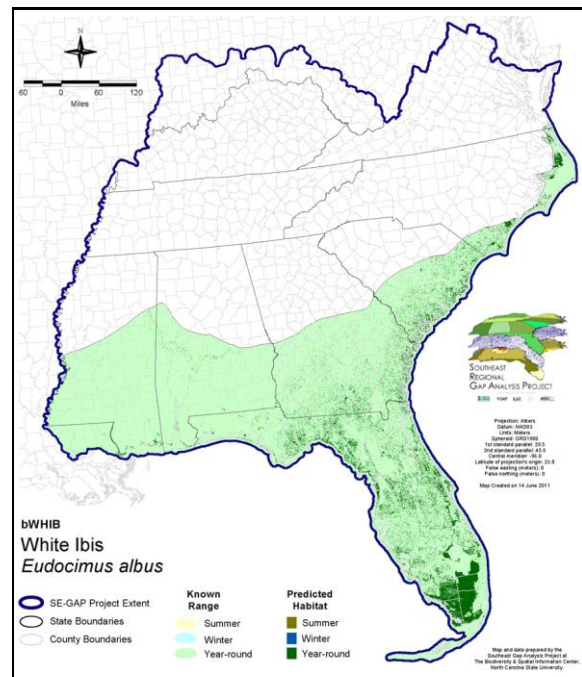 60 0 60 120
Miles
SOUTHEAST
REGIONAL
GAP ANALYSIS PROJECT
Projection: Albers
Datum: NAD83
Units: Meters
Spheroid: GRS1980
1st standard parallel: 29.5
2nd standard parallel: 45.5
Central meridian: -96.0
Latitude of projection's origin: 23.0
False easting (meters): 0
False northing (meters): 0
Map Created on 14 June 2011
bWHIB
White Ibis
Eudocimus albus
SE-GAP Project Extent
State Boundaries
County Boundaries
Known
Range
Summer
Winter
Year-round
Predicted
Habitat
Summer
Winter
Year-round
Map and data prepared by the
Southeast Gap Analysis Project at
The Biodiversity & Spatial Information Center,
North Carolina State University.